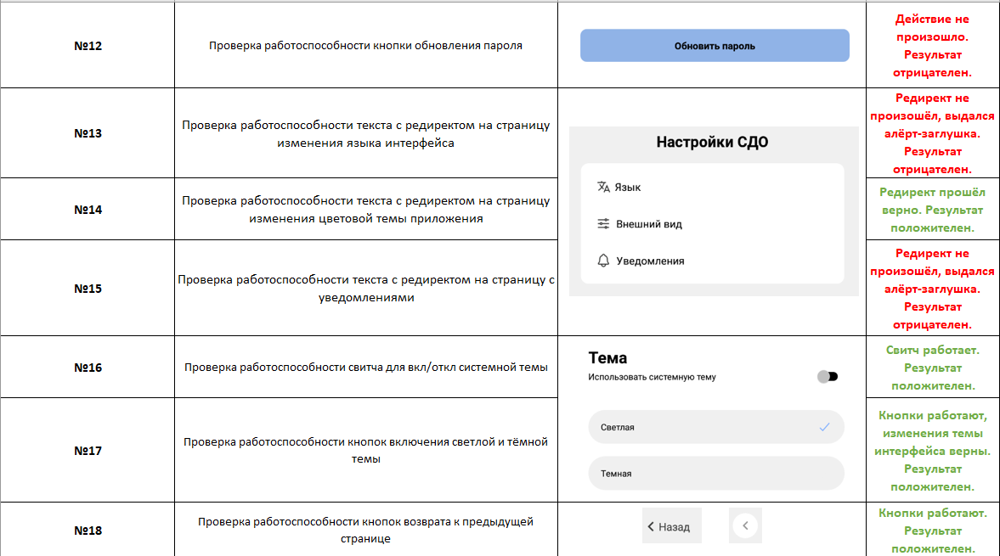 №12
Проверка работоспособности кнопки обновления пароля
Обновить пароль
Действие не
произошло.
Результат
отрицателен.
№13
Проверка работоспособности текста с редиректом на страницу
изменения языка интерфейса
Редирект не
произошёл, выдался
алёрт-заглушка.
Результат
отрицателен.
Настройки СДО
Язык
Внешний вид
Уведомления
№14
Проверка работоспособности текста с редиректом на страницу
изменения цветовой темы приложения
Редирект прошёл
верно. Результат
положителен.
№15
Проверка работоспособности текста с редиректом на страницу с
уведомлениями
Редирект не
произошёл, выдался
алёрт-заглушка.
Результат
отрицателен.
№16
Проверка работоспособности свитча для вкл/откл системной темы
Тема
Использовать системную тему
Светлая
Темная
Свитч работает.
Результат
положителен.
№17
Проверка работоспособности кнопок включения светлой и тёмной
темы
Кнопки работают,
изменения темы
интерфейса верны.
Результат
положителен.
№18
Проверка работоспособности кнопок возврата к предыдущей
странице
Назад
Кнопки работают.
Результат
положителен.